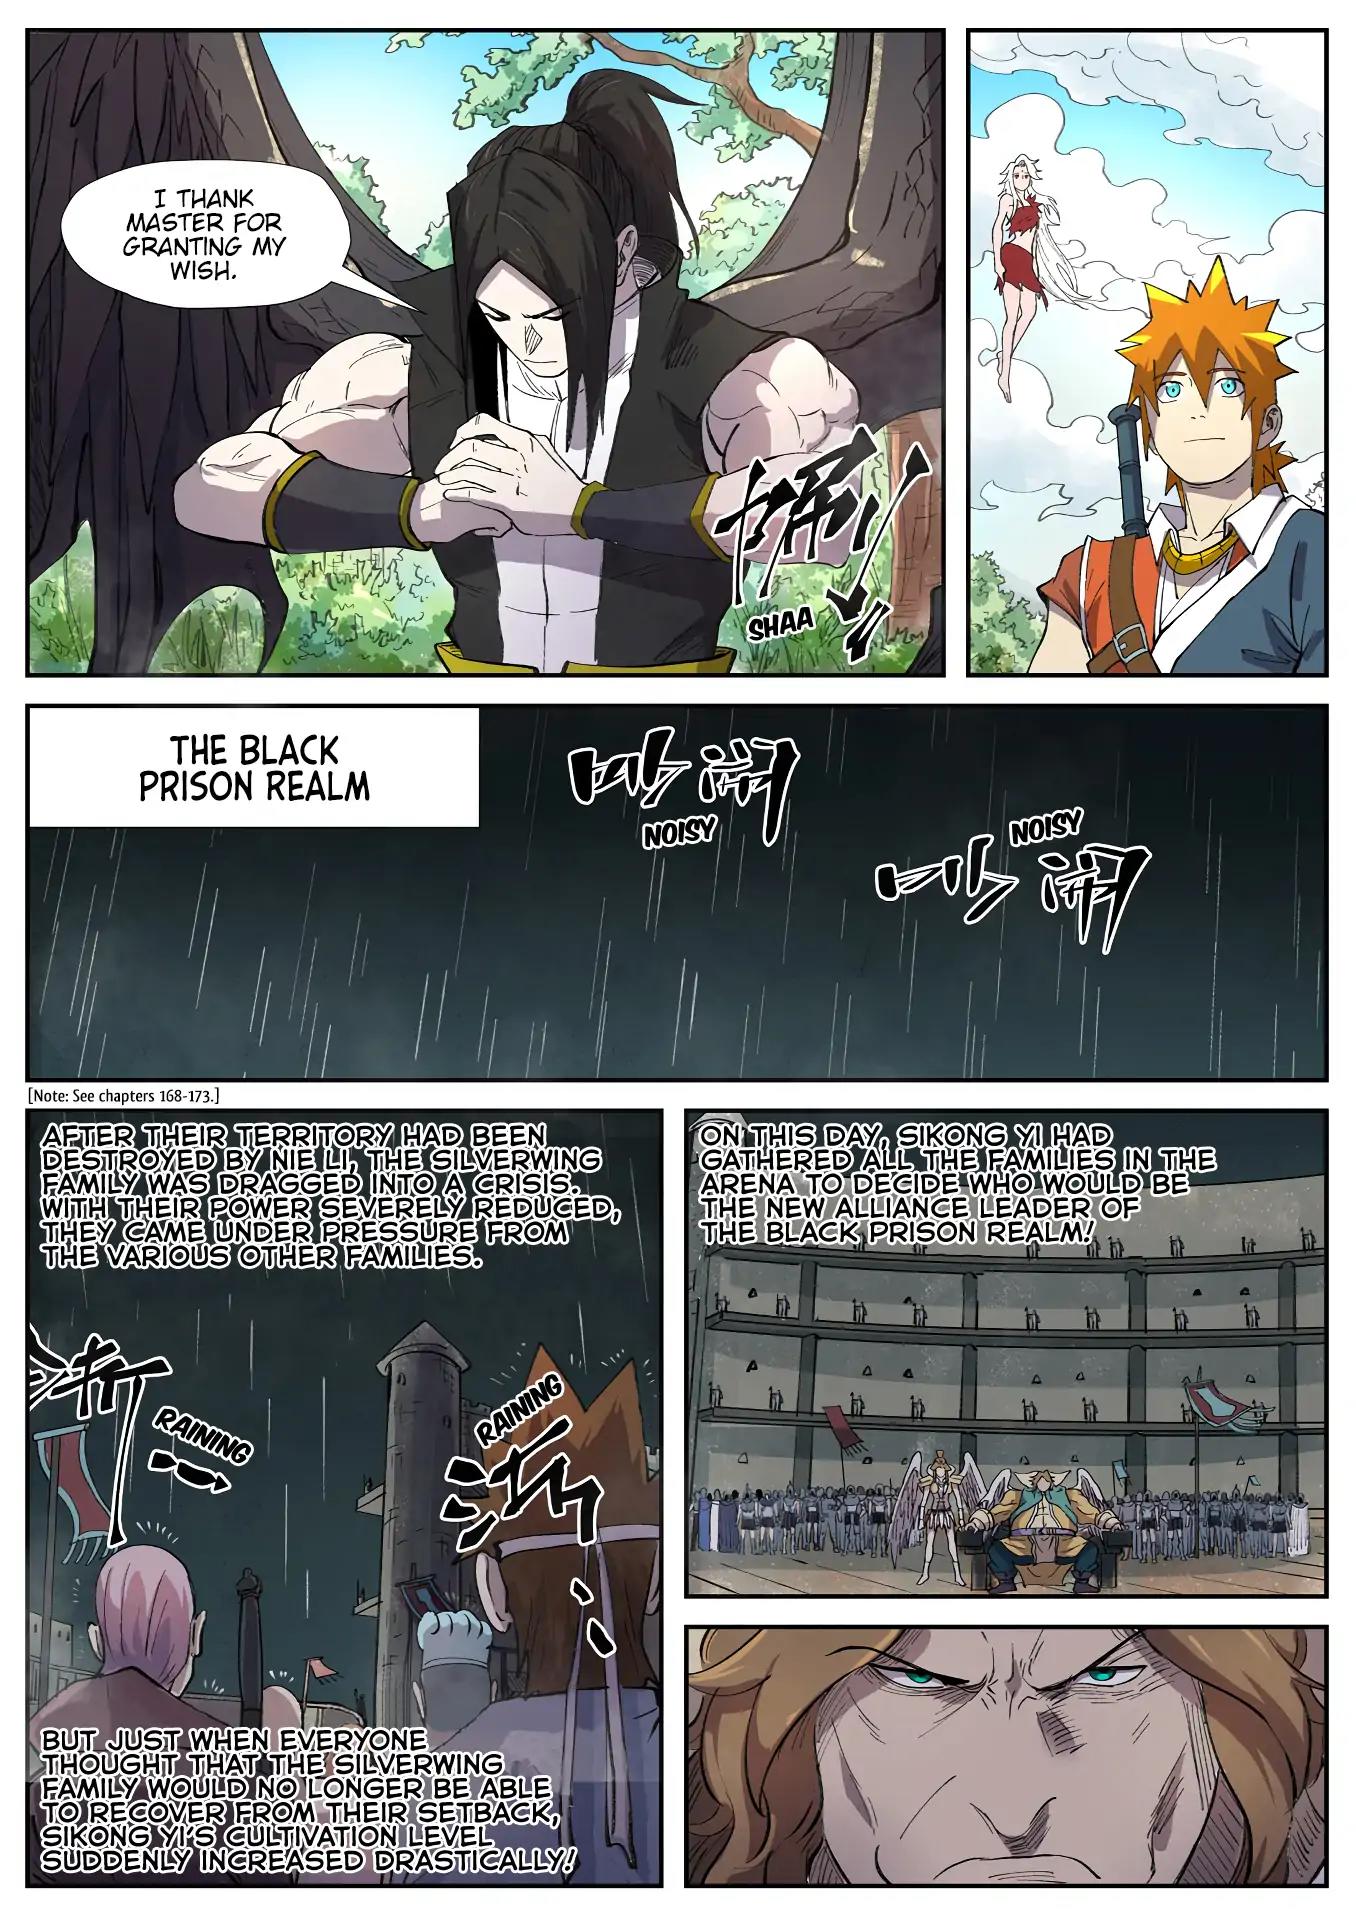 I THANK
MASTER FOR
GRANTING MY
WISH.
SHAA
THE BLACK
PRISON REALM
吵闹
NOISY
NOISY
吵闹
[Note: See chapters 168-173.]
AFTER THEIR TERRITORY HAD BEEN
DESTROYED BY NIE LI, THE SILVERWING
FAMILY WAS DRAGGED INTO A CRISIS.
WITH THEIR POWER SEVERELY REDUCED,
THEY CAME UNDER PRESSURE FROM
THE VARIOUS OTHER FAMILIES.
RAINING
RAINING
BUT JUST WHEN EVERYONE
THOUGHT THAT THE SILVERWING
FAMILY WOULD NO LONGER BE ABLE
TO RECOVER FROM THEIR SETBACK,
SIKONG YI'S CULTIVATION LEVEL
SUDDENLY INCREASED DRASTICALLY!
ON THIS DAY, SIKONG YI HAD
GATHERED ALL THE FAMILIES IN THE
ARENA TO DECIDE WHO WOULD BE
THE NEW ALLIANCE LEADER OF
THE BLACK PRISON REALM!